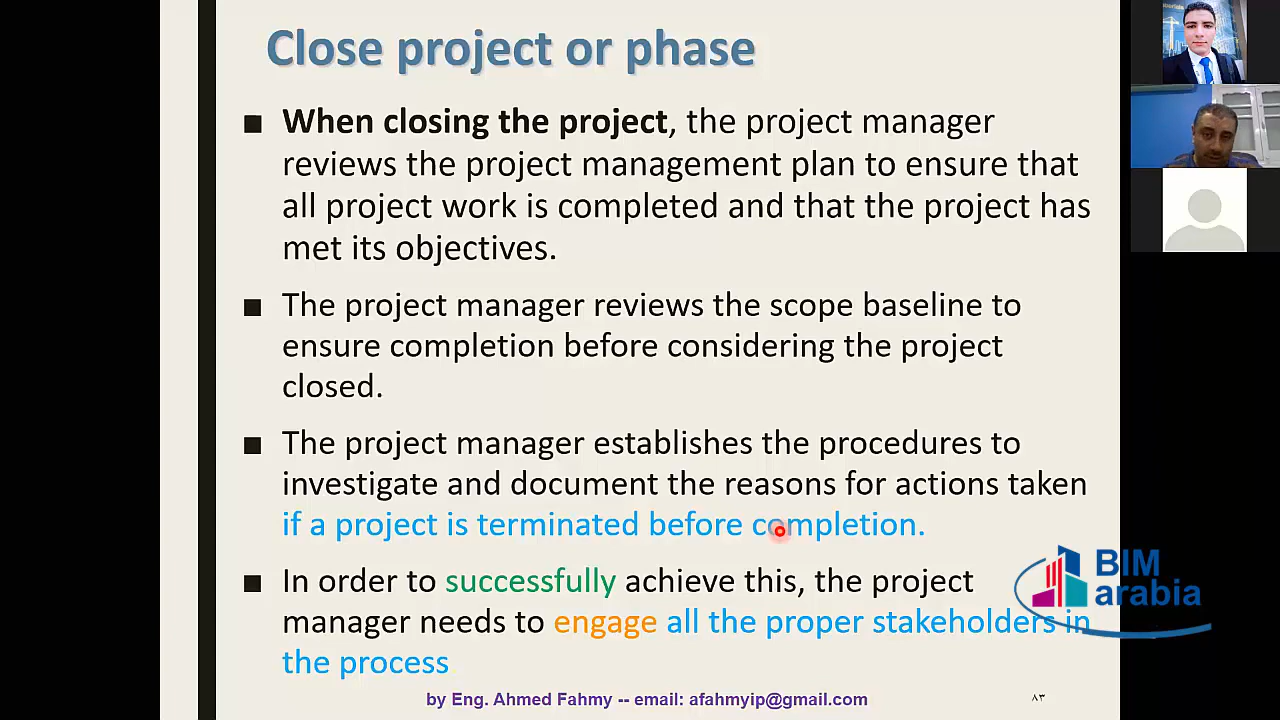 Close project or phase
■ When closing the project, the project manager
reviews the project management plan to ensure that
all project work is completed and that the project has
met its objectives.
■ The project manager reviews the scope baseline to
ensure completion before considering the project
closed.
■ The project manager establishes the procedures to
investigate and document the reasons for actions taken
if a project is terminated before completion.
■ In order to successfully achieve this, the project
manager needs to engage all the proper stakeholders in
the process
BIM
arabia
by Eng. Ahmed Fahmy -- email: afahmyip@gmail.com
٨٣